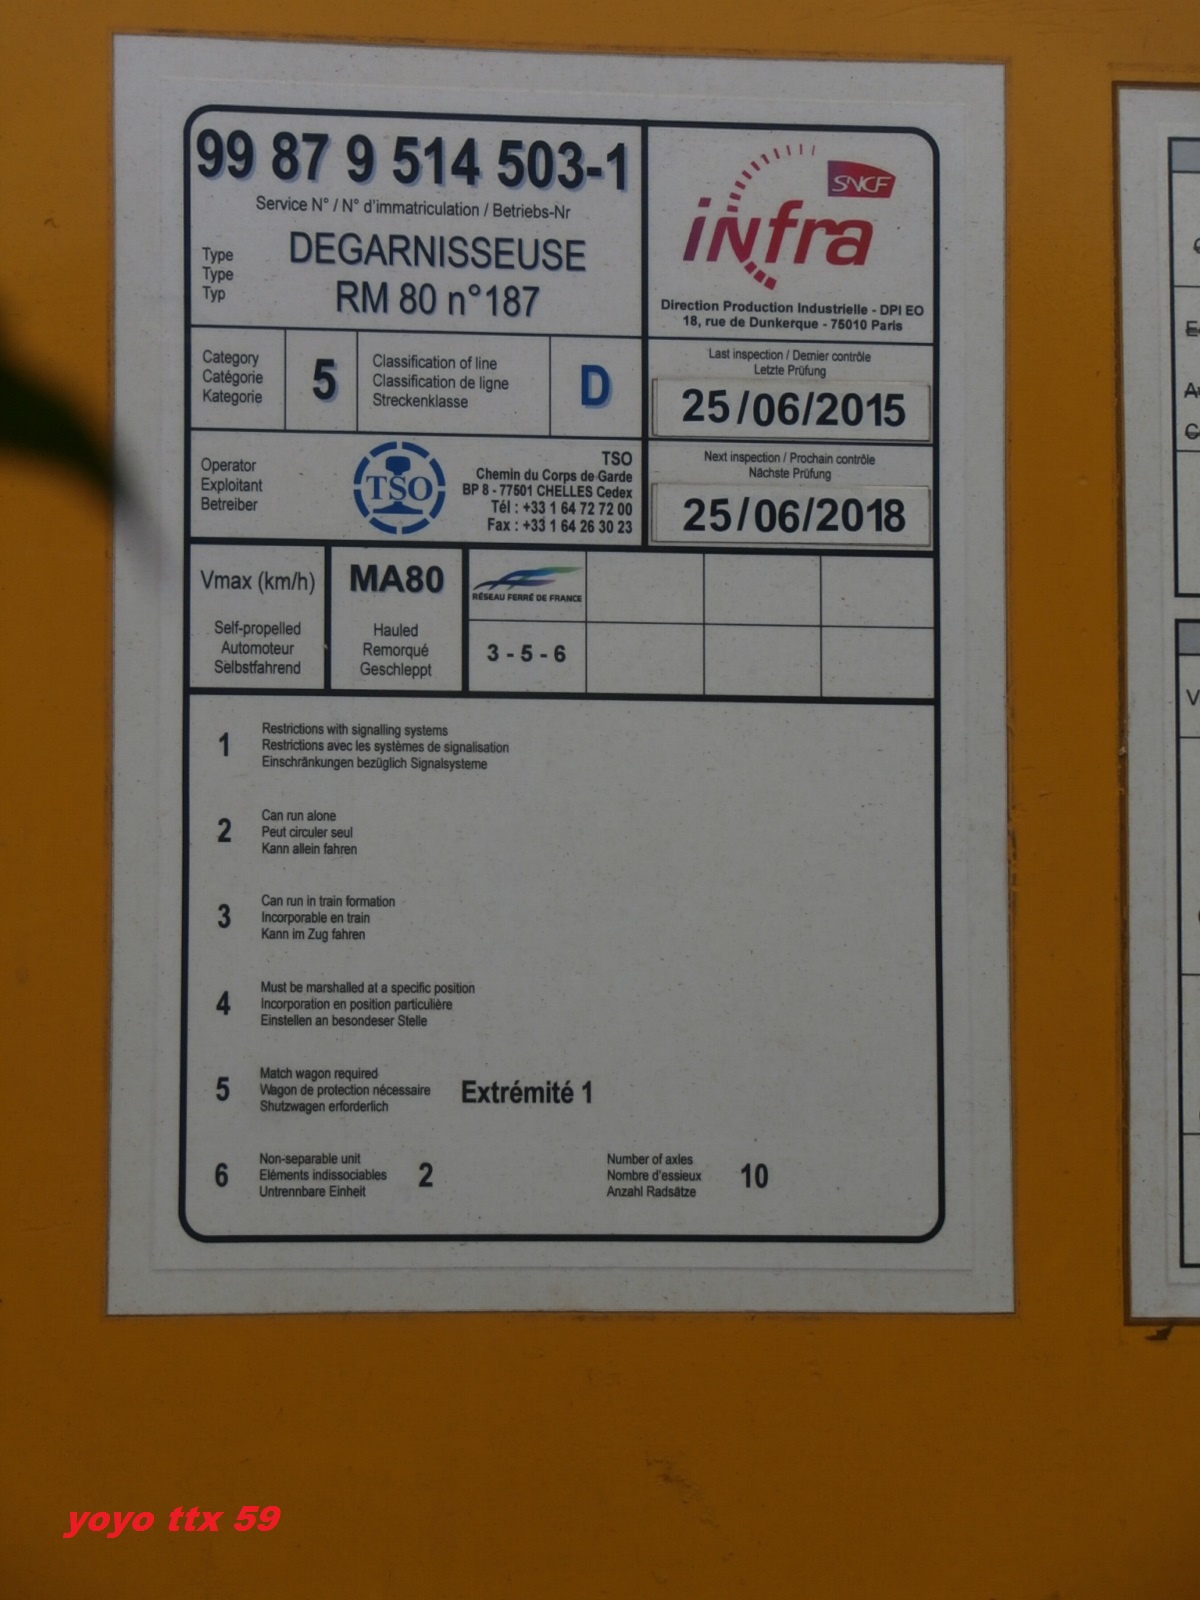 99 87 9 514 503-1
Service N° / N° d'immatriculation / Betriebs-Nr
Type
Type
Typ
DEGARNISSEUSE
RM 80 n°187
SNCF
infra
Direction Production Industrielle - DPI EO
18, rue de Dunkerque - 75010 Paris
Category
Catégorie
Kategorie
5
Classification of line
Classification de ligne
Streckenklasse
D
Last inspection / Dernier contrôle
Letzte Prüfung
25/06/2015
Operator
Exploitant
Betreiber
TSO
TSO
Chemin du Corps de Garde
BP 8 - 77501 CHELLES Cedex
Tél : +33 1 64 72 72 00
Fax : +33 1 64 26 30 23
Next inspection / Prochain contrôle
Nächste Prüfung
25/06/2018
Vmax (km/h)
Self-propelled
Automoteur
Selbstfahrend
MA80
Hauled
Remorqué
Geschleppt
RÉSEAU FERRÉ DE FRANCE
3 - 5 - 6
1
Restrictions with signalling systems
Restrictions avec les systèmes de signalisation
Einschränkungen bezüglich Signalsysteme
2
Can run alone
Peut circuler seul
Kann allein fahren
3
Can run in train formation
Incorporable en train
Kann im Zug fahren
4
Must be marshalled at a specific position
Incorporation en position particulière
Einstellen an besondeser Stelle
5
Match wagon required
Wagon de protection nécessaire
Shutzwagen erforderlich
Extrémité 1
6
Non-separable unit
Eléments indissociables
Untrennbare Einheit
2
Number of axles
Nombre d'essieux
Anzahl Radsätze
10
yoyo ttx 59